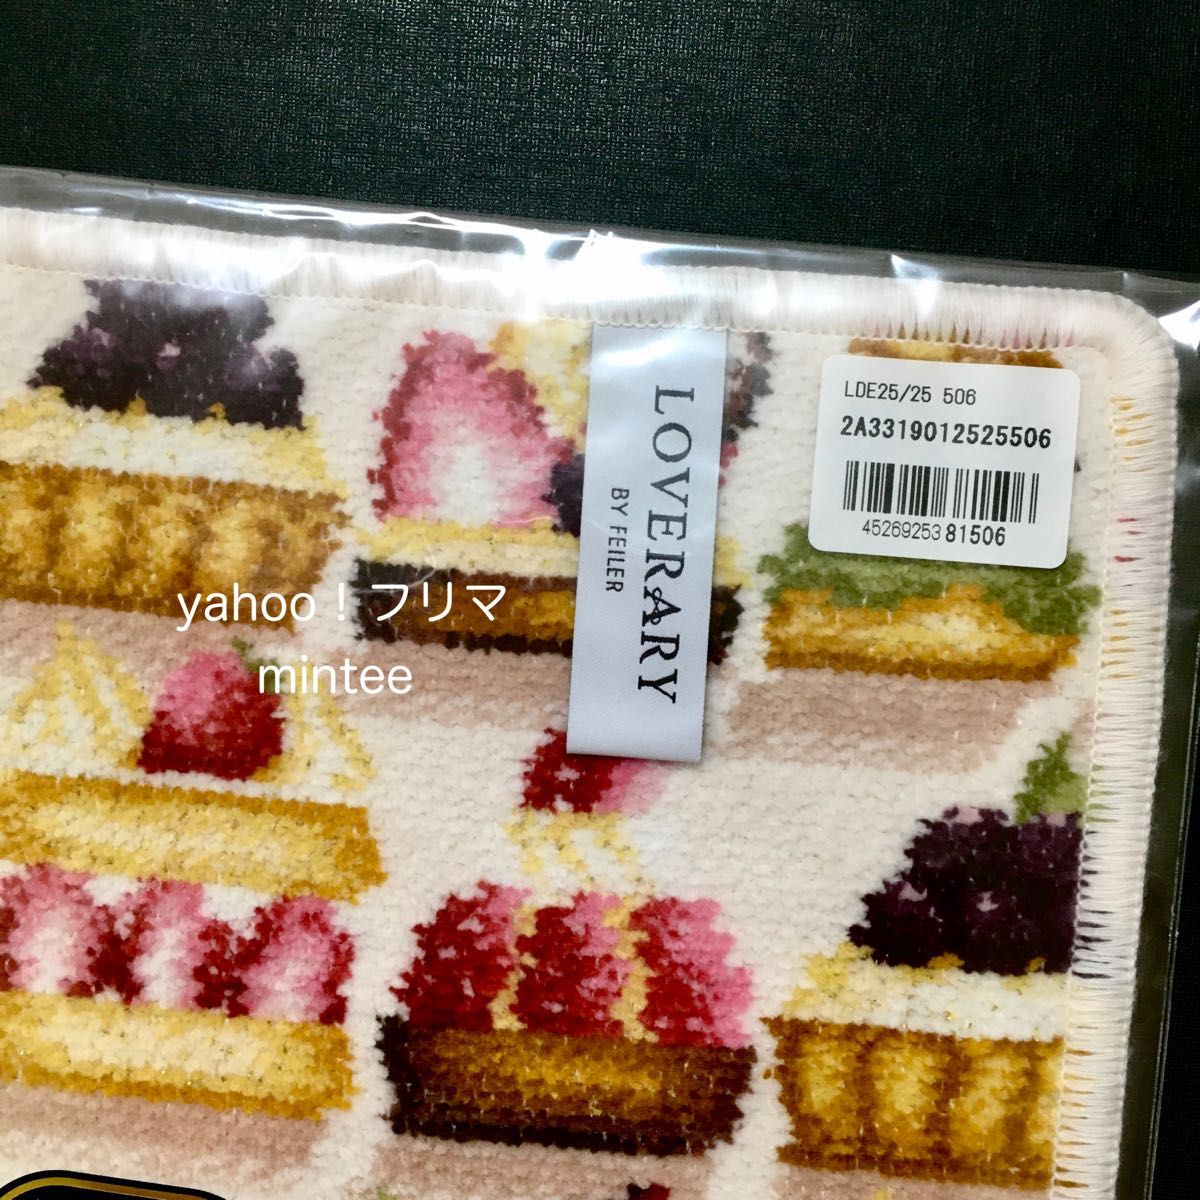 LDE25/25 506
2A3319012525506
4526925381506
LOVERARY
BY FEILER
yahoo！フリマ
mintee